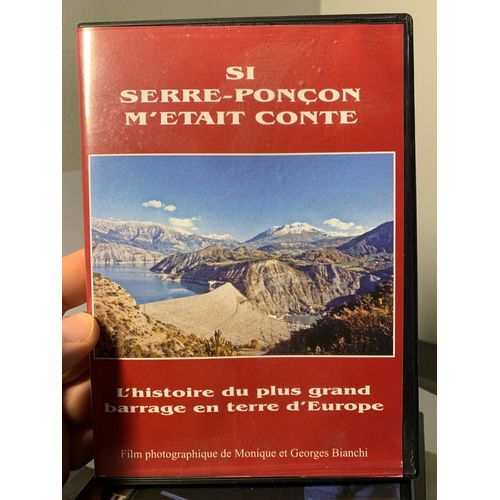 SI
SERRE-PONÇON
M'ETAIT CONTE
L'histoire du plus grand
barrage en terre d'Europe
Film photographique de Monique et Georges Bianchi